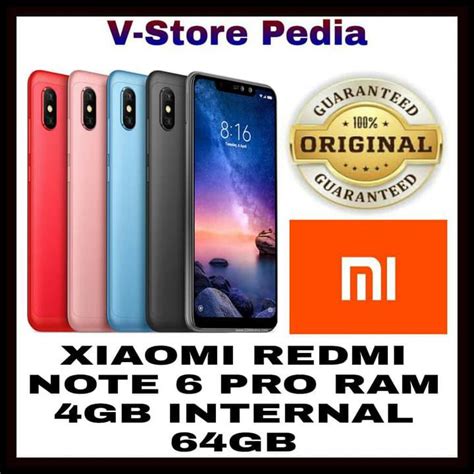 V-Store Pedia
8:16
GUARANTEED
100%
ORIGINAL
GUARANTEED
mi
XIAOMI REDMI
NOTE 6 PRO RAM
4GB INTERNAL
64GB